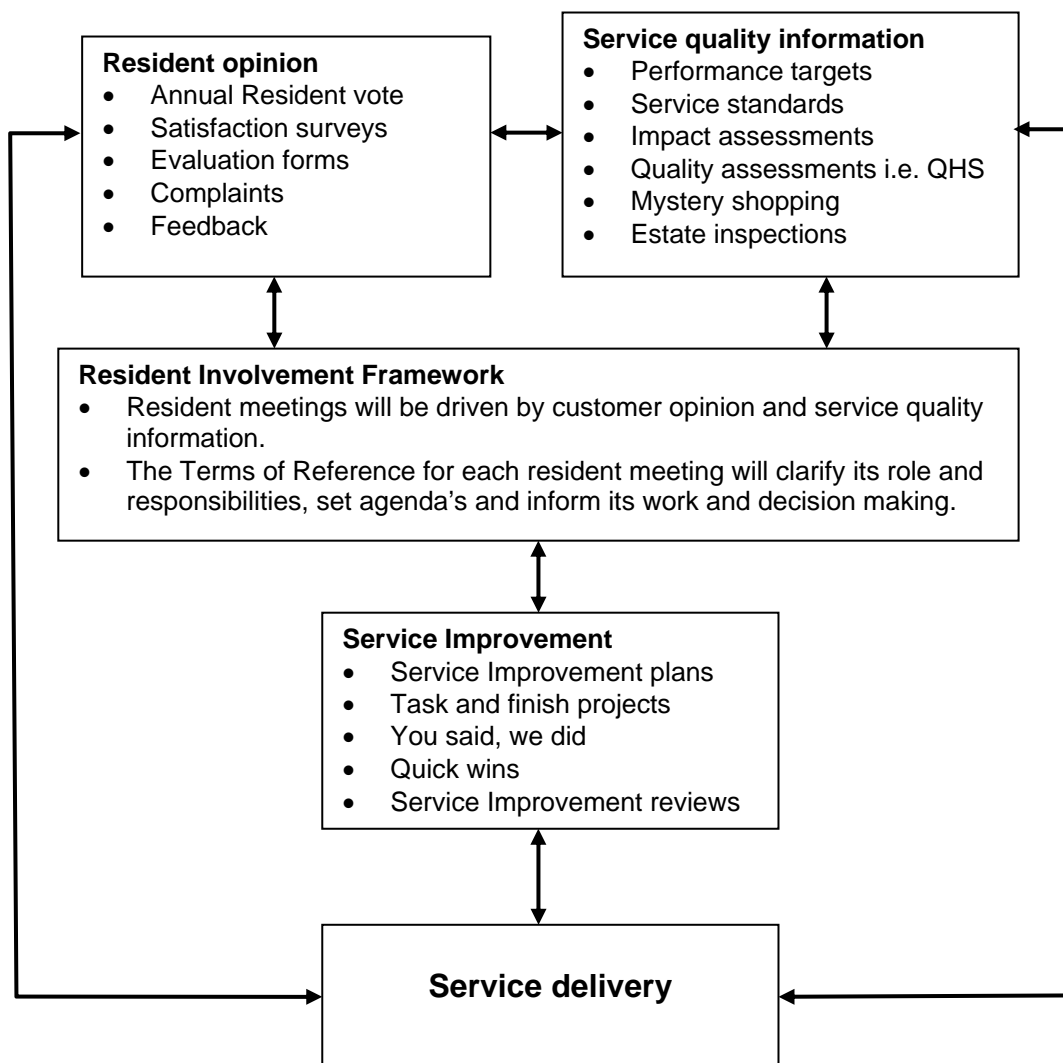 Resident opinion
• Annual Resident vote
• Satisfaction surveys
• Evaluation forms
• Complaints
• Feedback
Service quality information
• Performance targets
• Service standards
• Impact assessments
• Quality assessments i.e. QHS
• Mystery shopping
• Estate inspections
Resident Involvement Framework
• Resident meetings will be driven by customer opinion and service quality
information.
• The Terms of Reference for each resident meeting will clarify its role and
responsibilities, set agenda's and inform its work and decision making.
Service Improvement
• Service Improvement plans
• Task and finish projects
• You said, we did
• Quick wins
• Service Improvement reviews
Service delivery